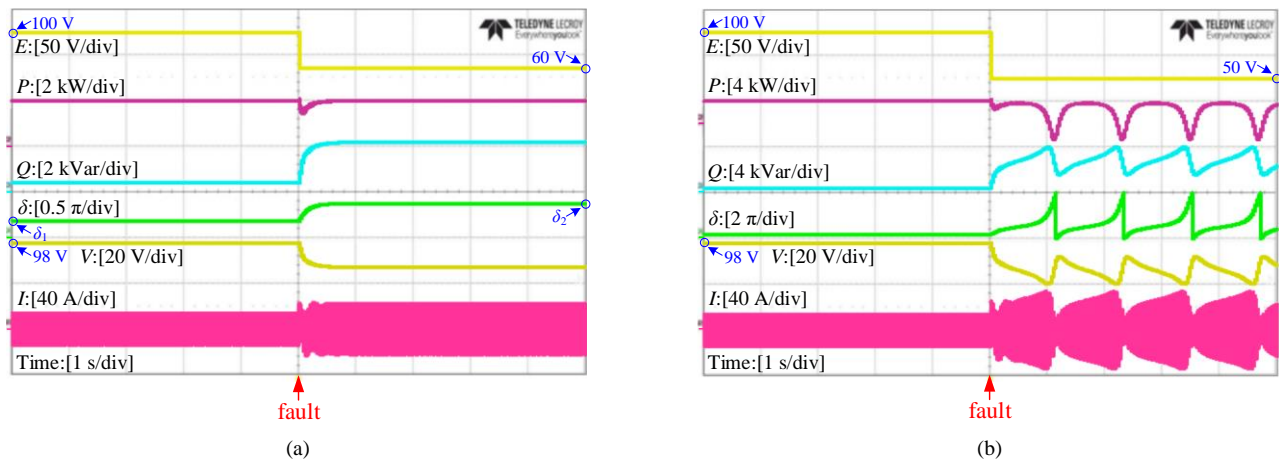 100 V
TELEDYNE LECROY
Everywhereyoulook™
E:[50 V/div]
60 V
P:[2 kW/div]
Q:[2 kVar/div]
δ:[0.5 π/div]
δ₁
δ₂
98 V V:[20 V/div]
I:[40 A/div]
Time:[1 s/div]
fault
(a)
100 V
TELEDYNE LECROY
Everywhereyoulook™
E:[50 V/div]
50 V
P:[4 kW/div]
Q:[4 kVar/div]
δ:[2 π/div]
98 V V:[20 V/div]
I:[40 A/div]
Time:[1 s/div]
fault
(b)